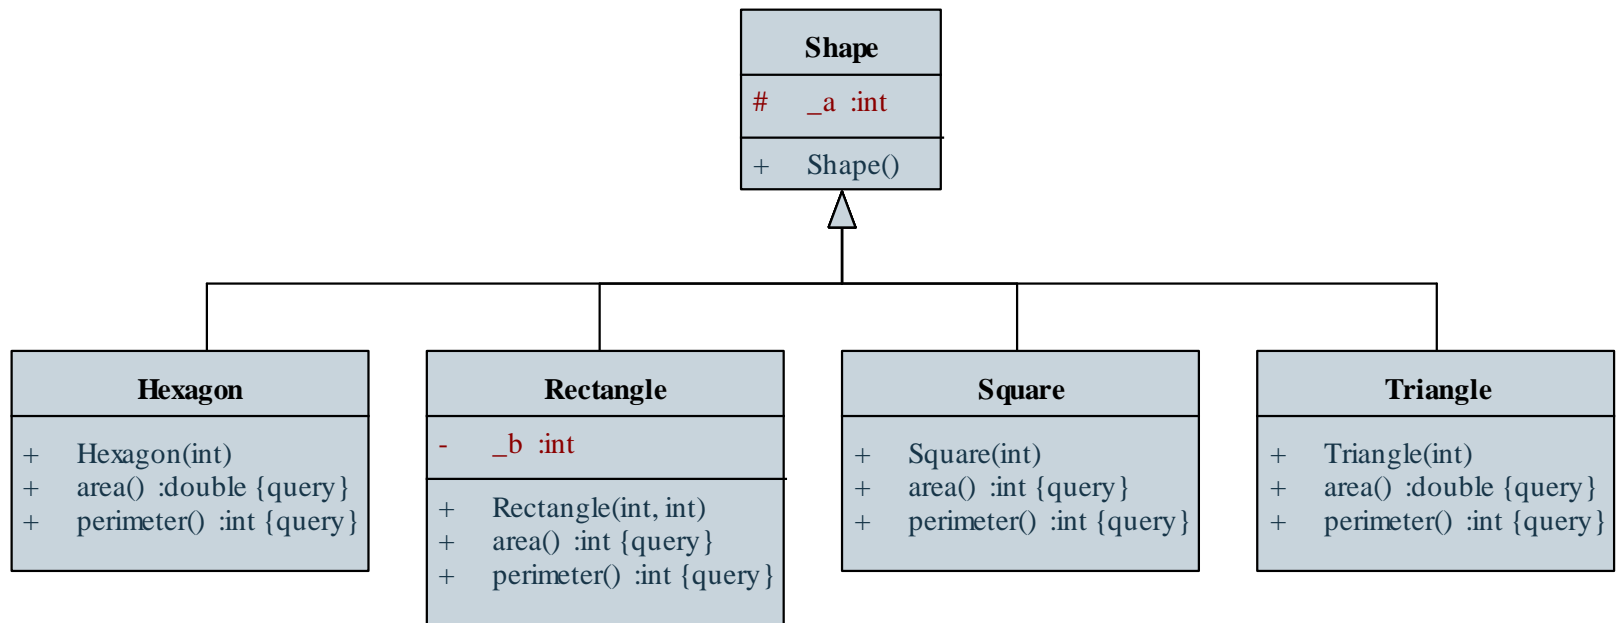 Shape
# _a :int
+ Shape()
Hexagon
+ Hexagon(int)
+ area() :double {query}
+ perimeter() :int {query}
Rectangle
- _b :int
+ Rectangle(int, int)
+ area() :int {query}
+ perimeter() :int {query}
Square
+ Square(int)
+ area() :int {query}
+ perimeter() :int {query}
Triangle
+ Triangle(int)
+ area() :double {query}
+ perimeter() :int {query}